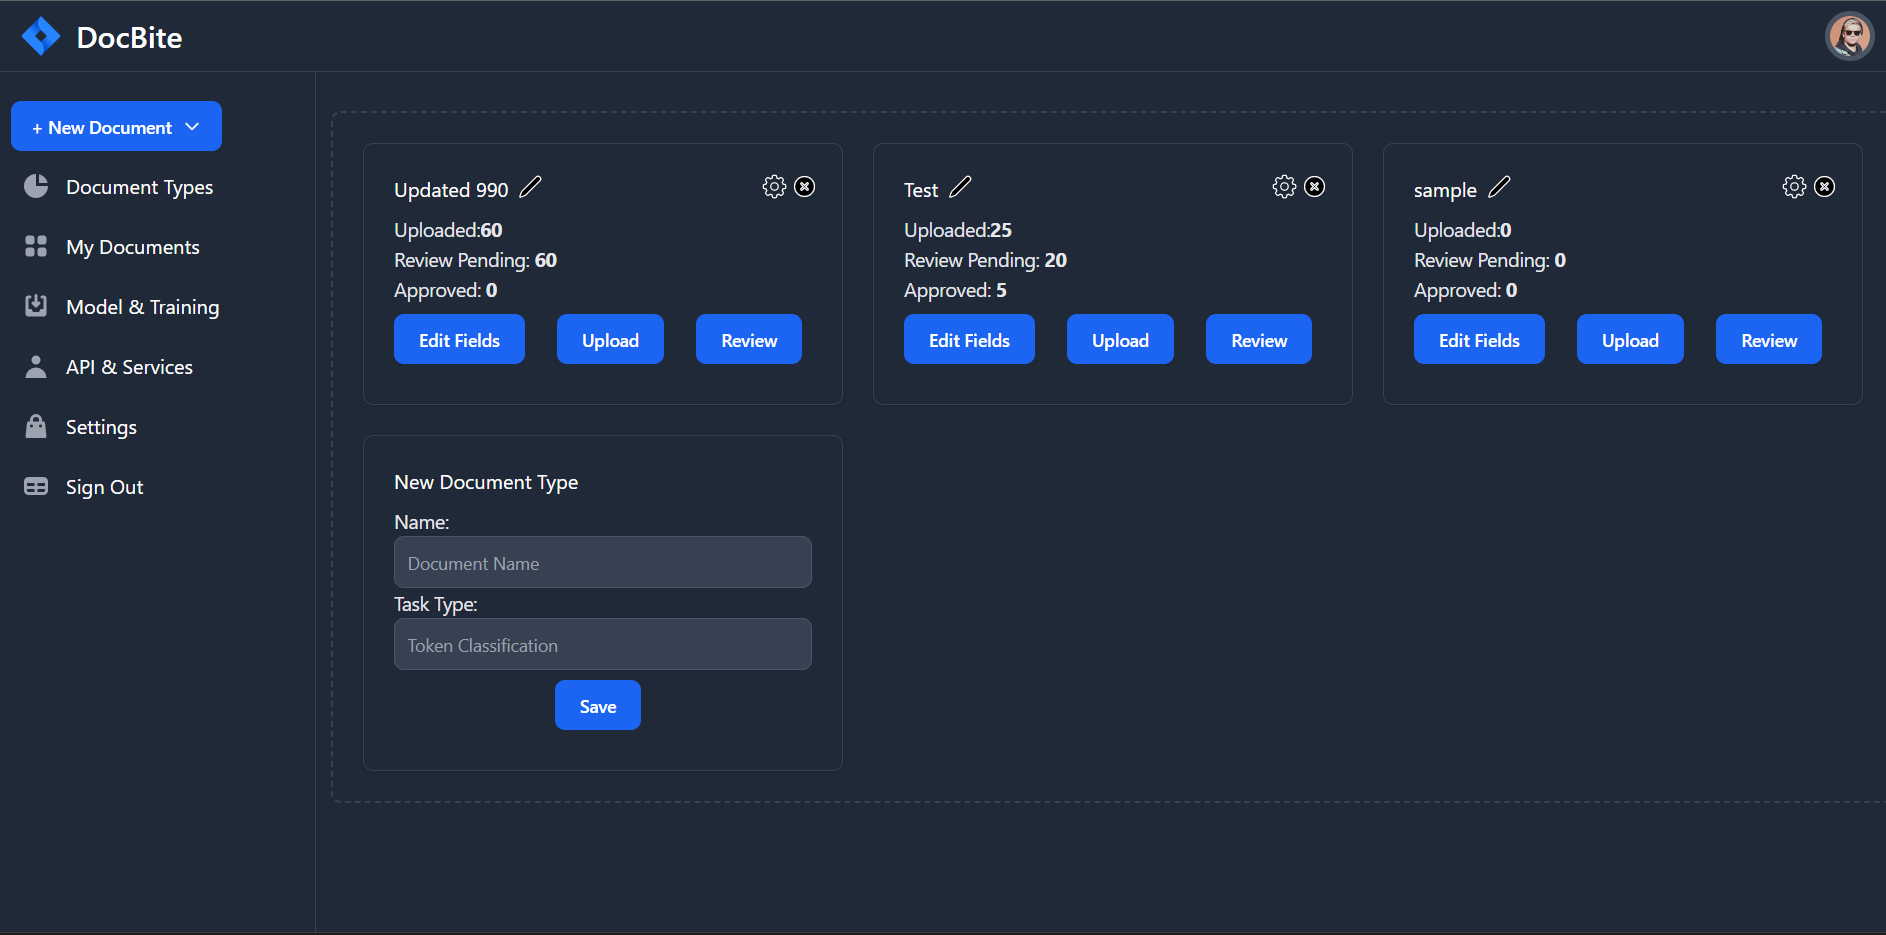 DocBite
+ New Document
Document Types
My Documents
Model & Training
API & Services
Settings
Sign Out
Updated 990
Uploaded:60
Review Pending: 60
Approved: 0
Edit Fields
Upload
Review
Test
Uploaded:25
Review Pending: 20
Approved: 5
Edit Fields
Upload
Review
sample
Uploaded:0
Review Pending: 0
Approved: 0
Edit Fields
Upload
Review
New Document Type
Name:
Document Name
Task Type:
Token Classification
Save